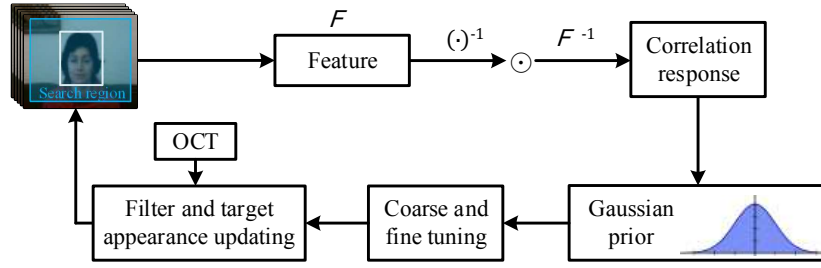 F
Search region
Feature
(·)⁻¹
⊙
F ⁻¹
Correlation
response
OCT
Filter and target
appearance updating
Coarse and
fine tuning
Gaussian
prior